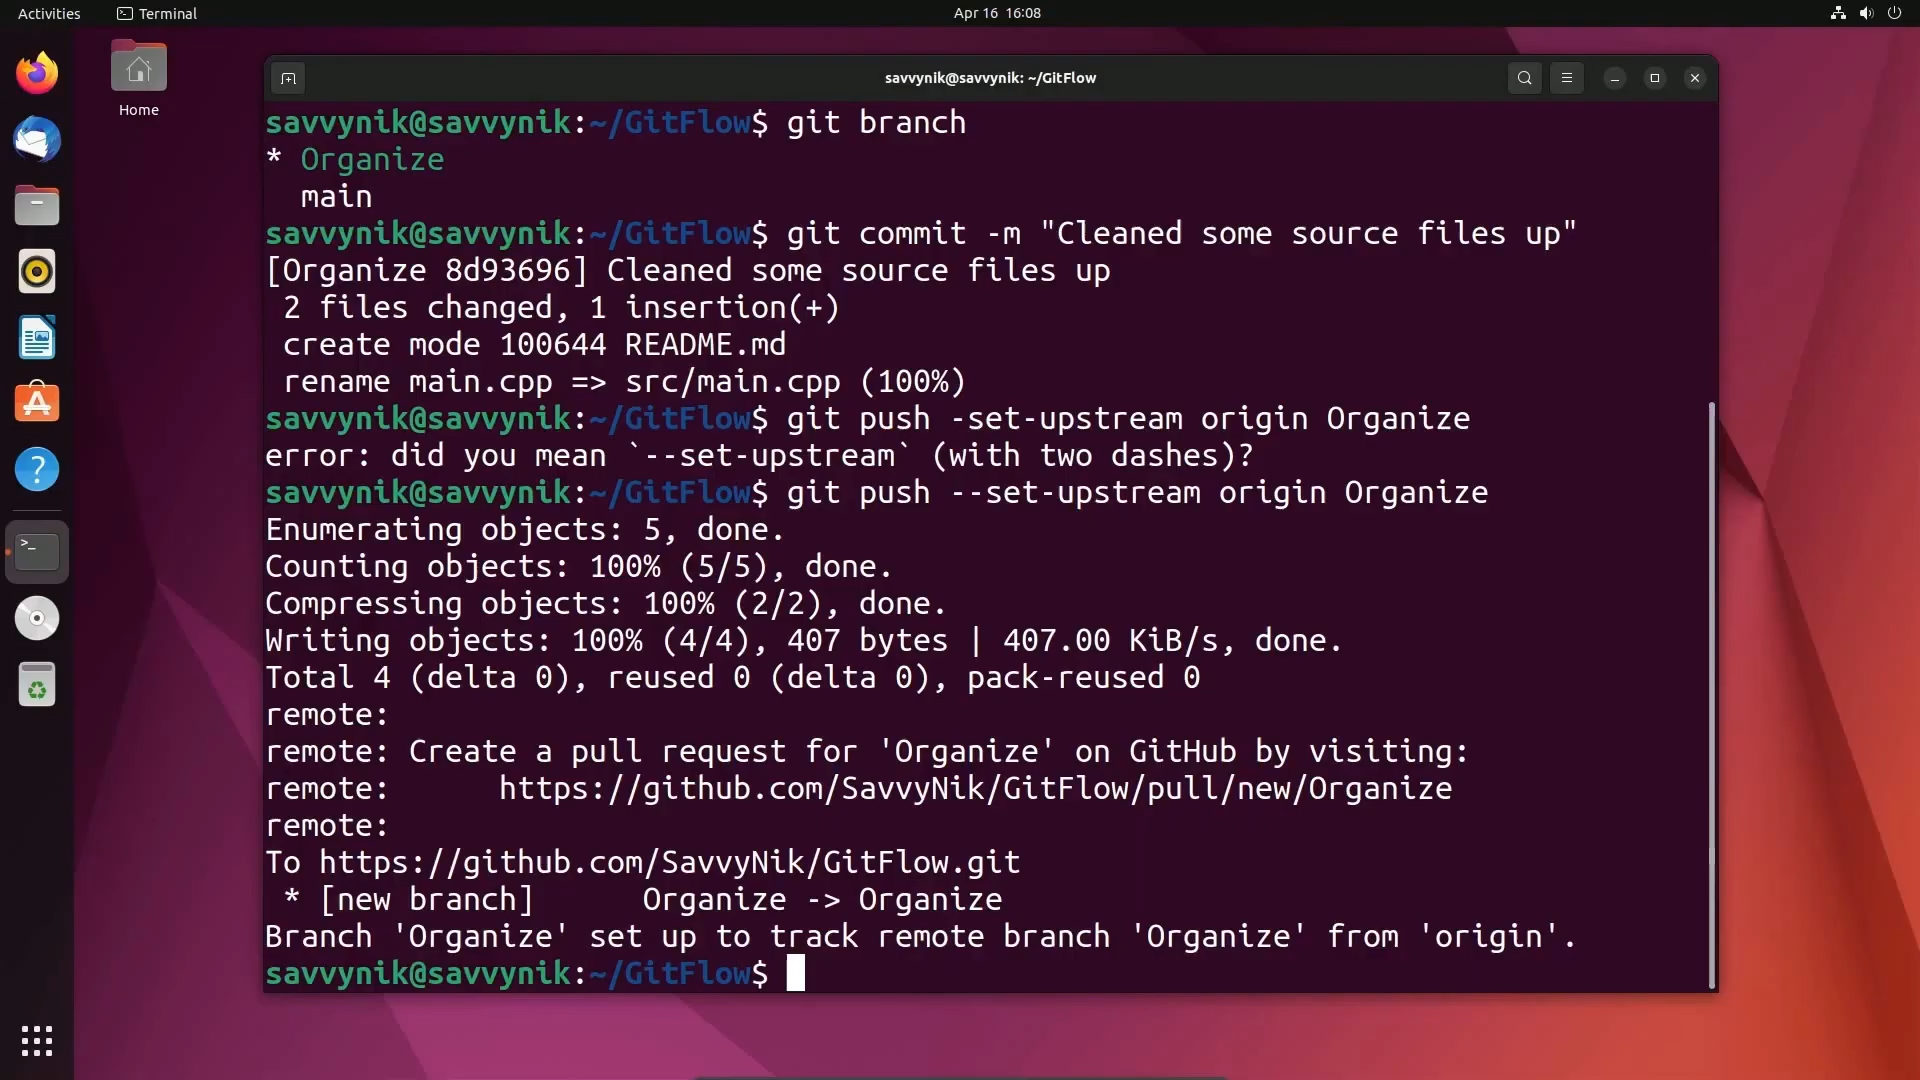 Activities
Terminal
Apr 16 16:08
Home
savvynik@savvynik: ~/GitFlow
savvynik@savvynik:~/GitFlow$ git branch
* Organize
  main
savvynik@savvynik:~/GitFlow$ git commit -m "Cleaned some source files up"
[Organize 8d93696] Cleaned some source files up
 2 files changed, 1 insertion(+)
 create mode 100644 README.md
 rename main.cpp => src/main.cpp (100%)
savvynik@savvynik:~/GitFlow$ git push -set-upstream origin Organize
error: did you mean `--set-upstream` (with two dashes)?
savvynik@savvynik:~/GitFlow$ git push --set-upstream origin Organize
Enumerating objects: 5, done.
Counting objects: 100% (5/5), done.
Compressing objects: 100% (2/2), done.
Writing objects: 100% (4/4), 407 bytes | 407.00 KiB/s, done.
Total 4 (delta 0), reused 0 (delta 0), pack-reused 0
remote:
remote: Create a pull request for 'Organize' on GitHub by visiting:
remote:      https://github.com/SavvyNik/GitFlow/pull/new/Organize
remote:
To https://github.com/SavvyNik/GitFlow.git
 * [new branch]      Organize -> Organize
Branch 'Organize' set up to track remote branch 'Organize' from 'origin'.
savvynik@savvynik:~/GitFlow$